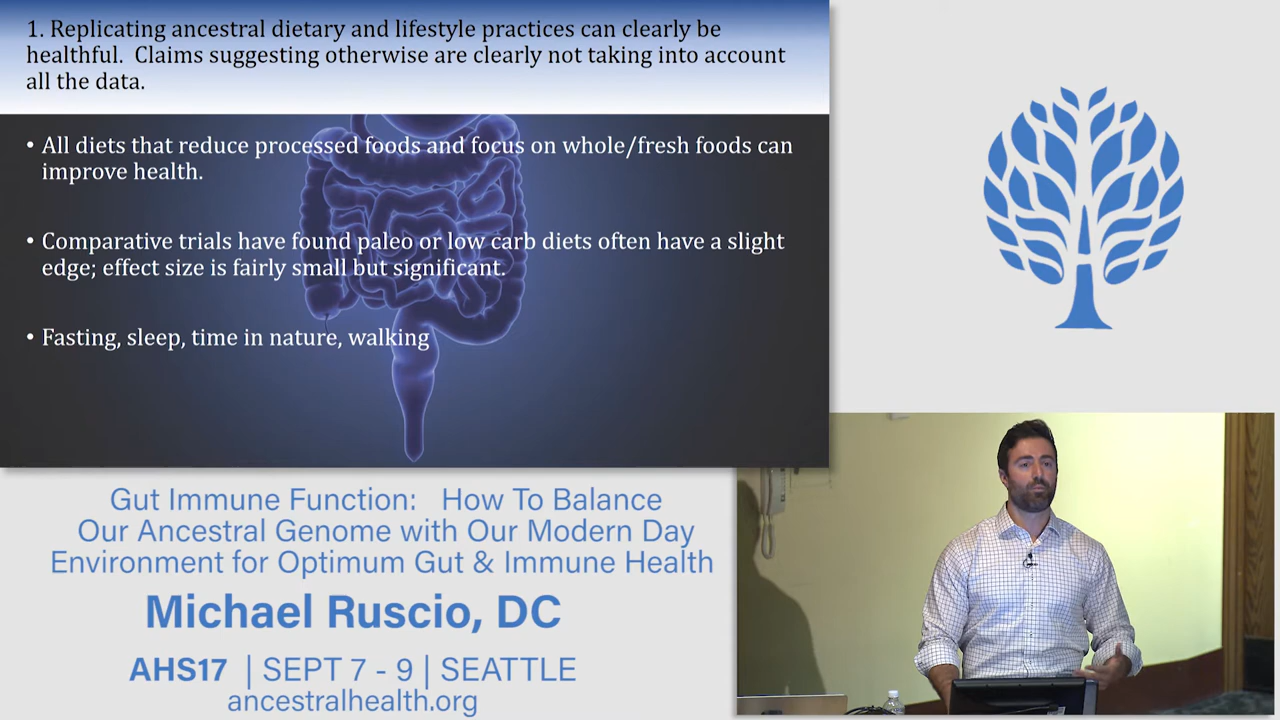 1. Replicating ancestral dietary and lifestyle practices can clearly be
healthful.  Claims suggesting otherwise are clearly not taking into account
all the data.
• All diets that reduce processed foods and focus on whole/fresh foods can
improve health.
• Comparative trials have found paleo or low carb diets often have a slight
edge; effect size is fairly small but significant.
• Fasting, sleep, time in nature, walking
Gut Immune Function:   How To Balance
Our Ancestral Genome with Our Modern Day
Environment for Optimum Gut & Immune Health
Michael Ruscio, DC
AHS17 | SEPT 7 - 9 | SEATTLE
ancestralhealth.org